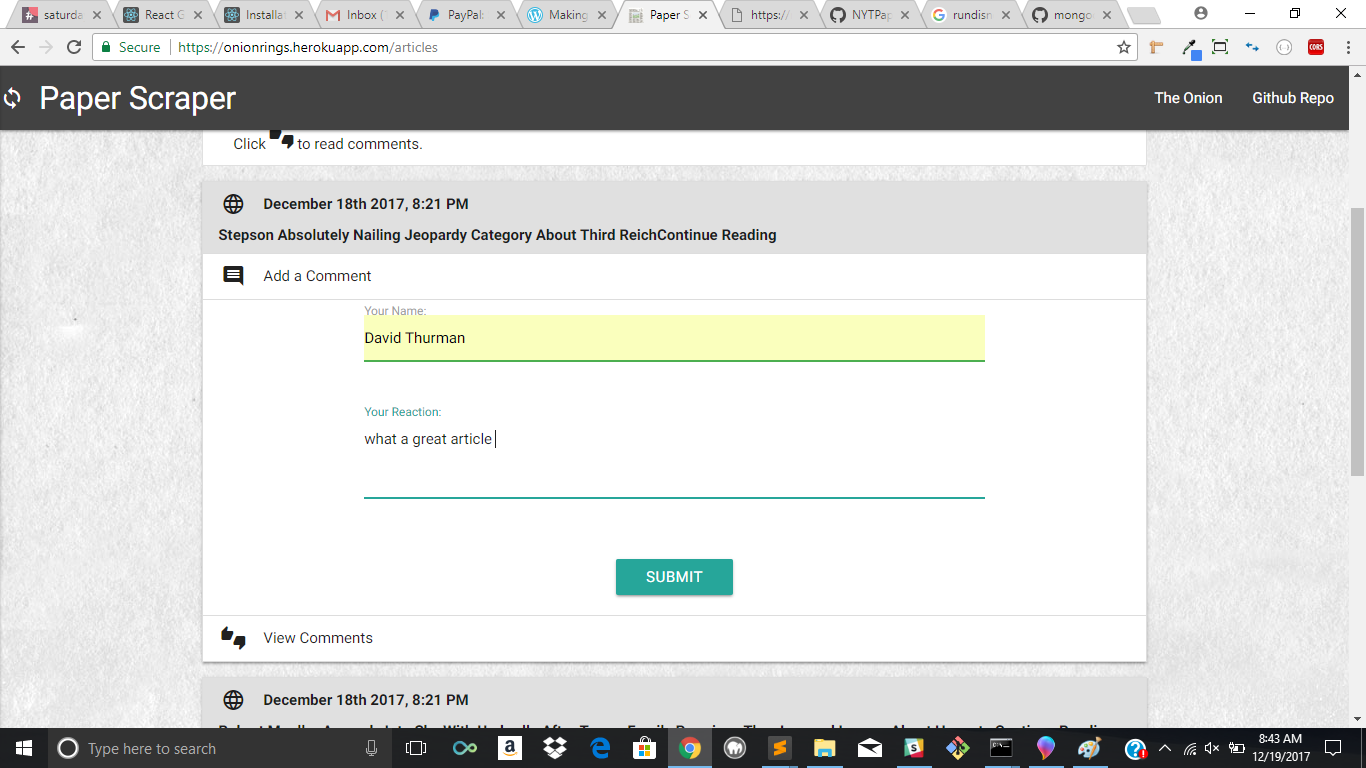 saturda React G Installat Inbox (1 PayPal: Making Paper S https:// NYTPap rundisn mongo
Secure https://onionrings.herokuapp.com/articles
Paper Scraper The Onion Github Repo
Click to read comments.
December 18th 2017, 8:21 PM
Stepson Absolutely Nailing Jeopardy Category About Third ReichContinue Reading
Add a Comment
Your Name:
David Thurman
Your Reaction:
what a great article
SUBMIT
View Comments
December 18th 2017, 8:21 PM
Type here to search
8:43 AM
12/19/2017